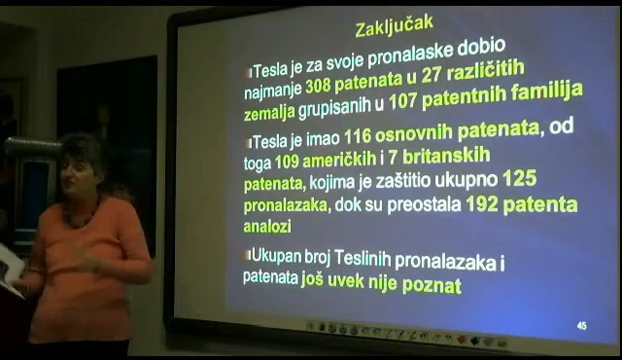 Zaključak
Tesla je za svoje pronalaske dobio
najmanje 308 patenata u 27 različitih
zemalja grupisanih u 107 patentnih familija
Tesla je imao 116 osnovnih patenata, od
toga 109 američkih i 7 britanskih
patenata, kojima je zaštitio ukupno 125
pronalazaka, dok su preostala 192 patenta
analozi
Ukupan broj Teslinih pronalazaka i
patenata još uvek nije poznat
45